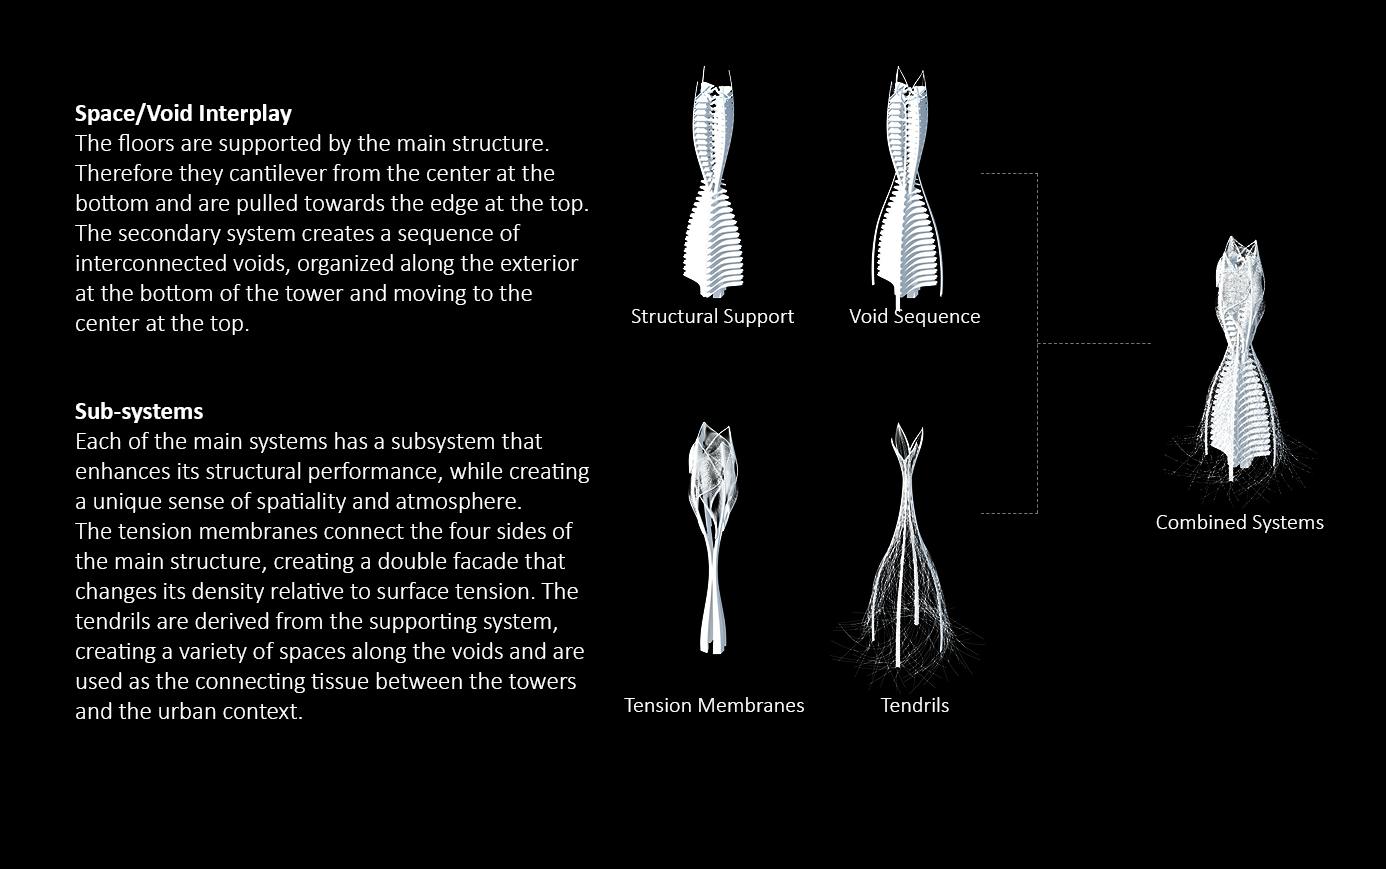 Space/Void Interplay
The floors are supported by the main structure.
Therefore they cantilever from the center at the
bottom and are pulled towards the edge at the top.
The secondary system creates a sequence of
interconnected voids, organized along the exterior
at the bottom of the tower and moving to the
center at the top.
Sub-systems
Each of the main systems has a subsystem that
enhances its structural performance, while creating
a unique sense of spatiality and atmosphere.
The tension membranes connect the four sides of
the main structure, creating a double facade that
changes its density relative to surface tension. The
tendrils are derived from the supporting system,
creating a variety of spaces along the voids and are
used as the connecting tissue between the towers
and the urban context.
Structural Support
Void Sequence
Tension Membranes
Tendrils
Combined Systems